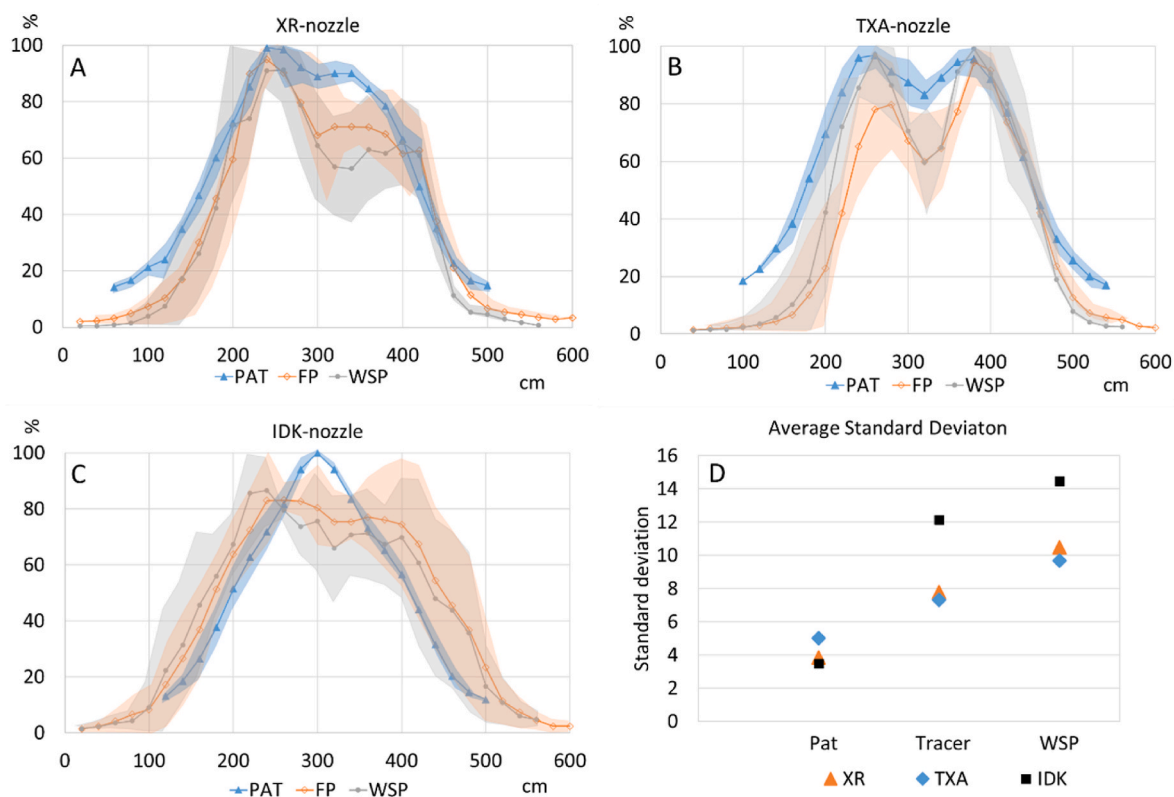 %
XR-nozzle
A
100
80
60
40
20
0
0 100 200 300 400 500 600
PAT FP WSP cm
%
TXA-nozzle
B
100
80
60
40
20
0
0 100 200 300 400 500 600
PAT FP WSP cm
%
IDK-nozzle
C
100
80
60
40
20
0
0 100 200 300 400 500 600
PAT FP WSP cm
Average Standard Deviaton
D
Standard deviation
16
14
12
10
8
6
4
2
0
Pat Tracer WSP
XR TXA IDK